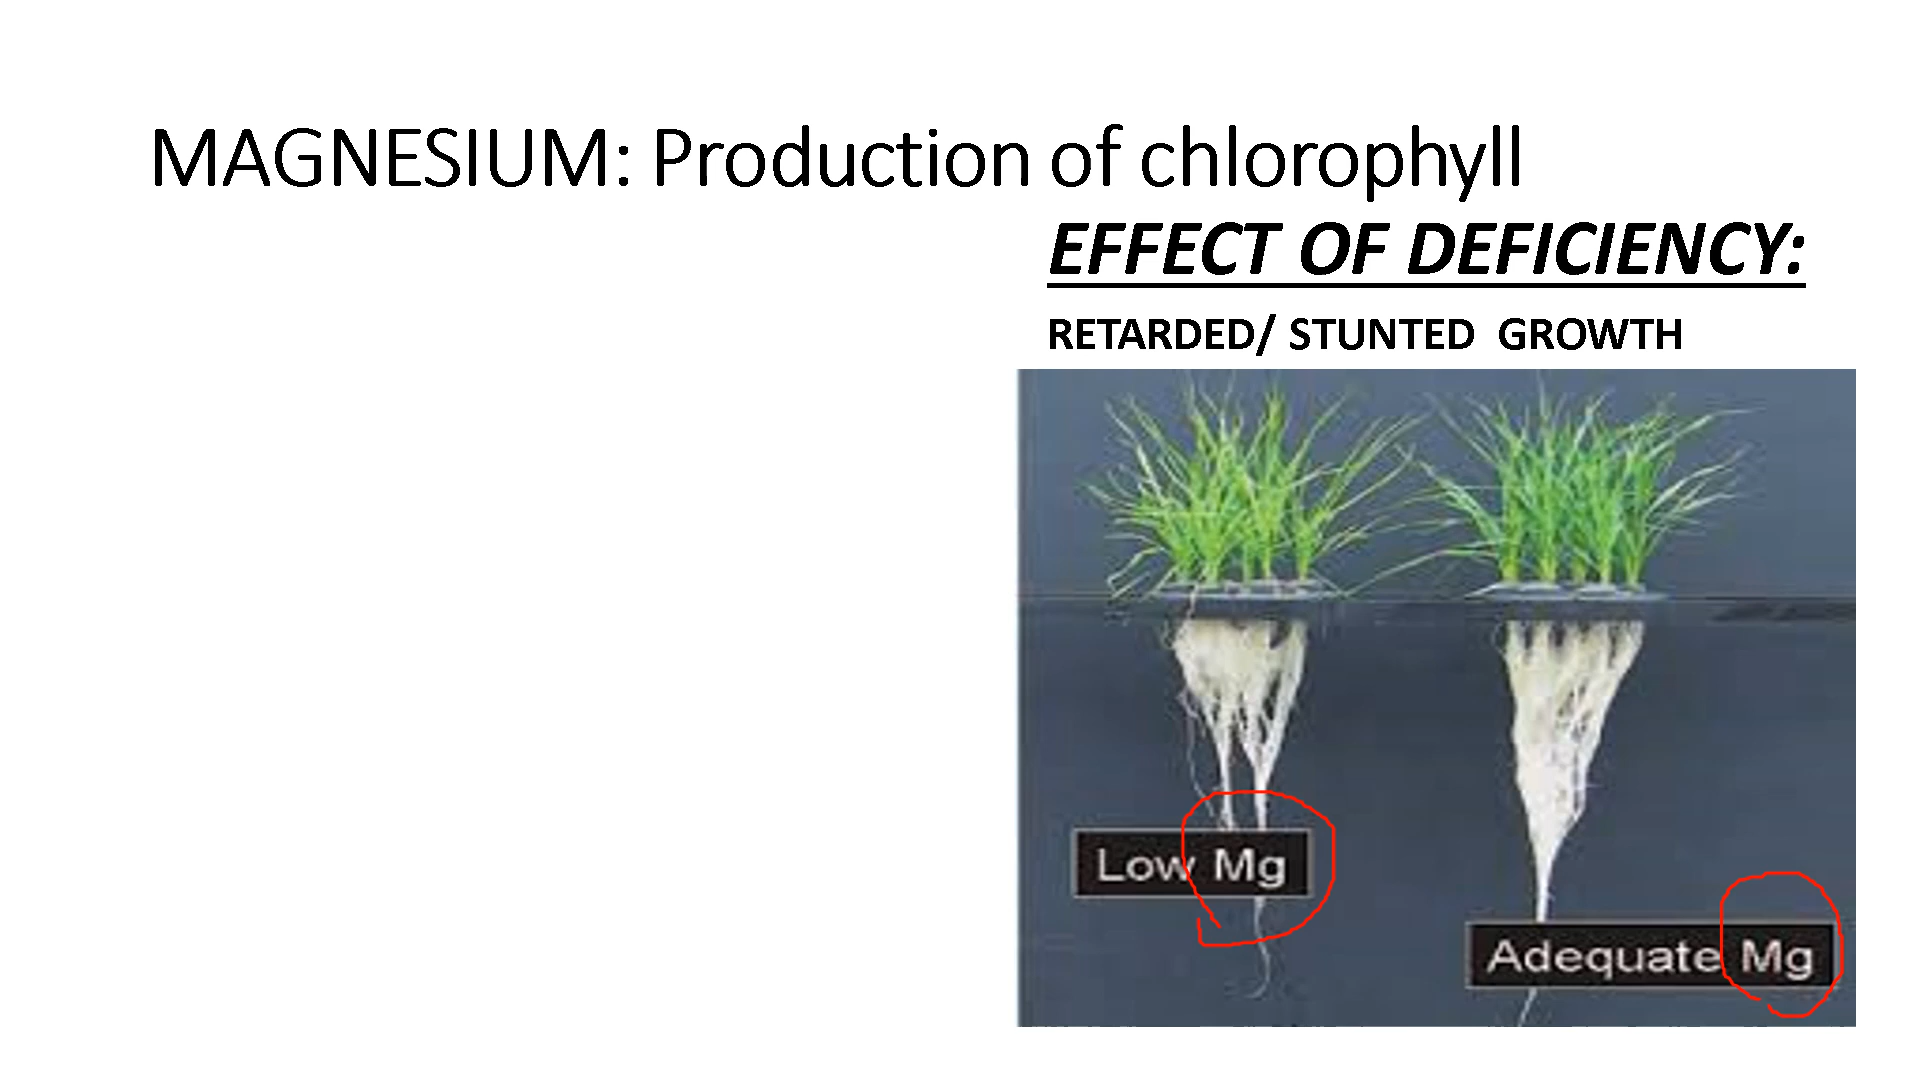 MAGNESIUM: Production of chlorophyll
EFFECT OF DEFICIENCY:
RETARDED/ STUNTED GROWTH
Low Mg
Adequate Mg